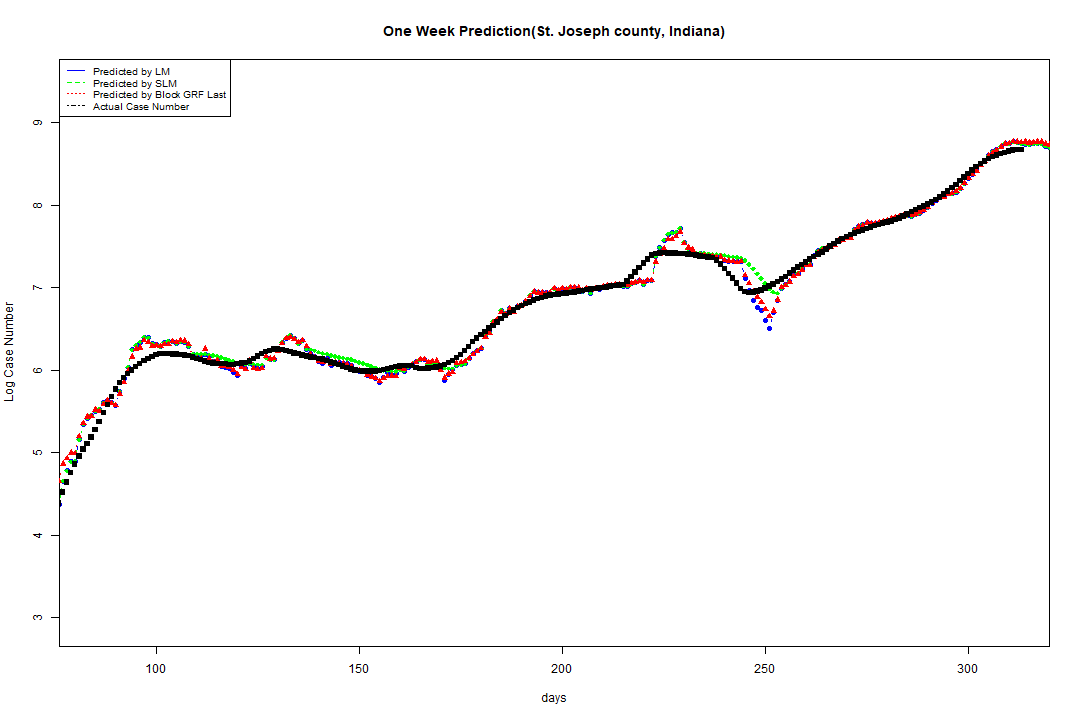 One Week Prediction(St. Joseph county, Indiana)
Predicted by LM
Predicted by SLM
Predicted by Block GRF Last
Actual Case Number
9
8
7
6
5
4
3
Log Case Number
100 150 200 250 300
days